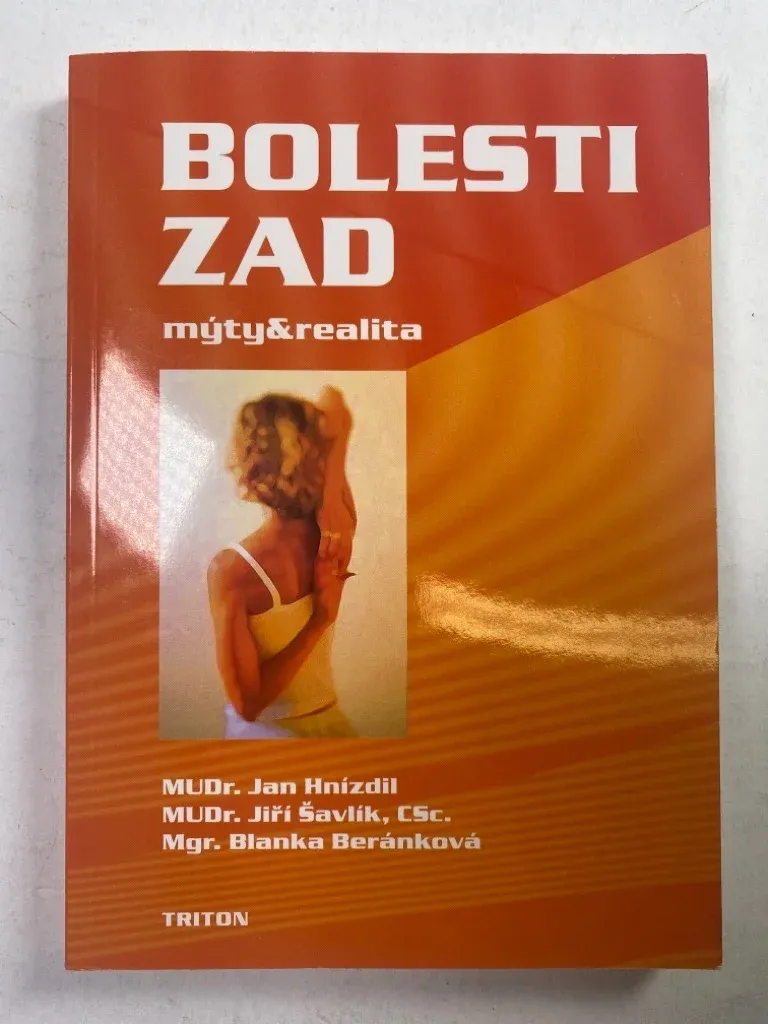 BOLESTI
ZAD
mýty&realita
MUDr. Jan Hnízdil
MUDr. Jiří Šavlík, CSc.
Mgr. Blanka Beránková
TRITON